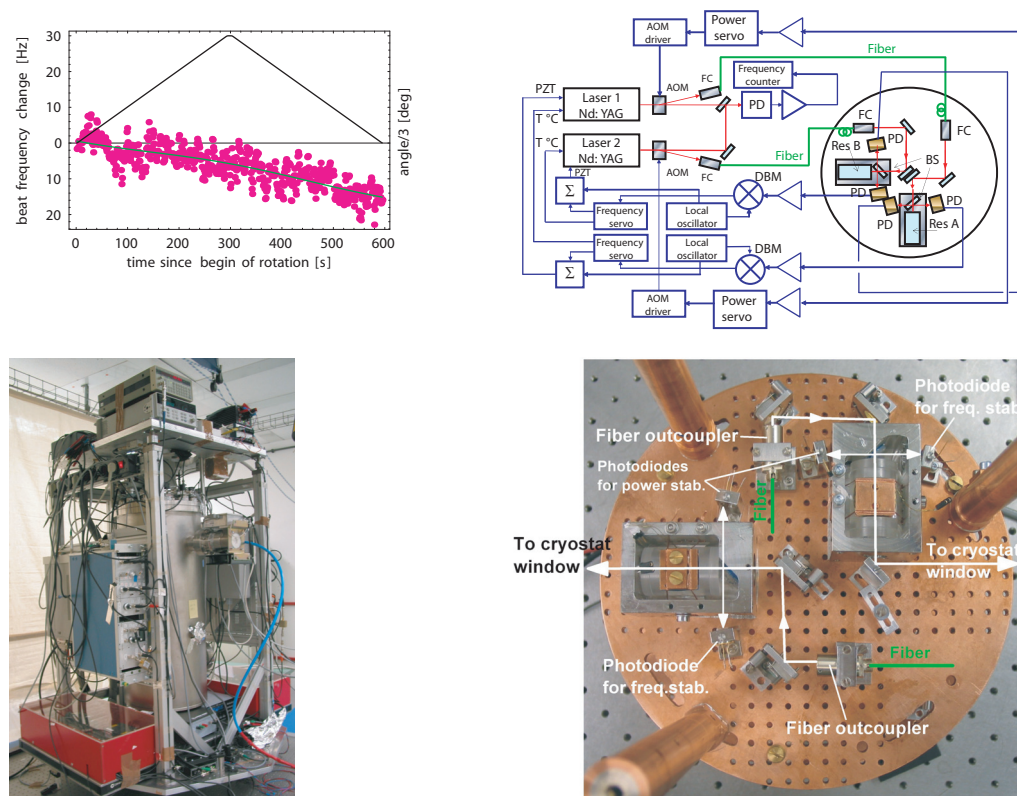 beat frequency change [Hz]
30
20
10
0
10
20
0
100
200
300
400
500
600
time since begin of rotation [s]
angle/3 [deg]
AOM
driver
Power
servo
Fiber
PZT
Laser 1
Nd: YAG
AOM
FC
Frequency
counter
PD
T °C
T °C
Laser 2
Nd: YAG
PZT
AOM
FC
Fiber
FC
PD
Res B
BS
FC
PD
PD
PD
Res A
Σ
Frequency
servo
Local
oscillator
DBM
Frequency
servo
Local
oscillator
DBM
Σ
AOM
driver
Power
servo
Photodiode
for freq. stab.
Fiber outcoupler
Photodiodes
for power stab.
Fiber
To cryostat
window
To cryostat
window
Photodiode
for freq.stab.
Fiber
Fiber outcoupler